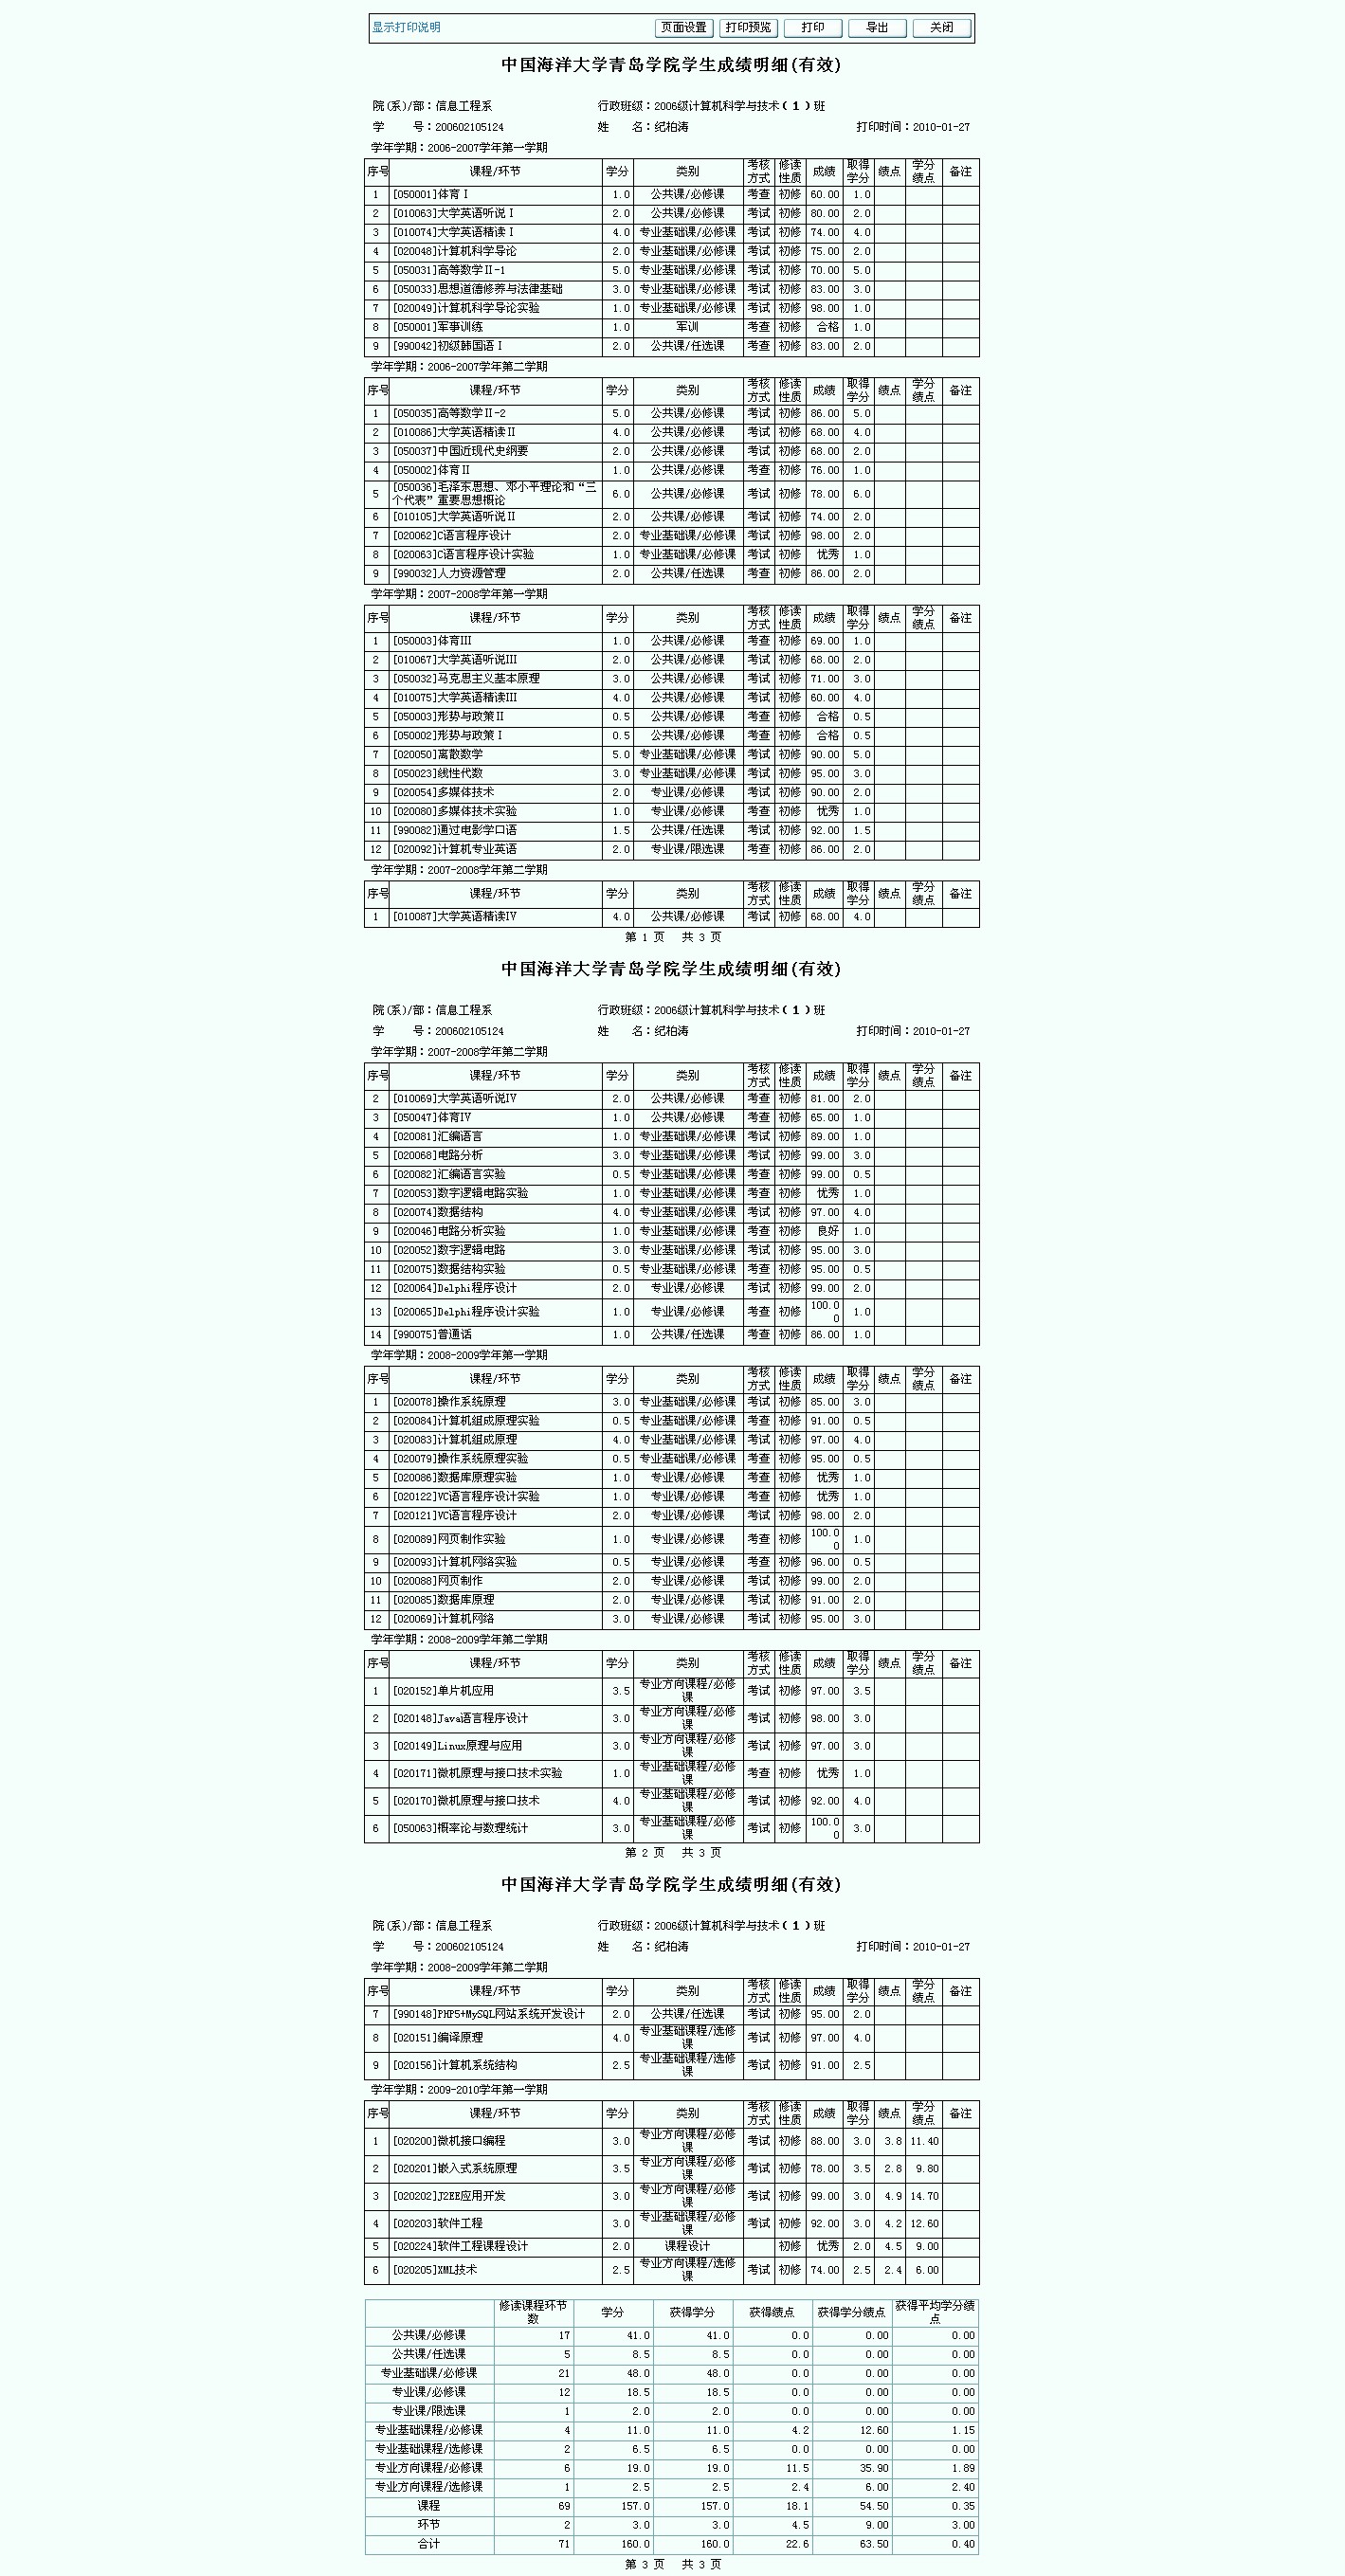 显示打印说明 页面设置 打印预览 打印 导出 关闭
中国海洋大学青岛学院学生成绩明细(有效)
院(系)/部：信息工程系 行政班级：2006级计算机科学与技术（1）班
学 号：200602105124 姓 名：纪柏涛 打印时间：2010-01-27
学年学期：2006-2007学年第一学期
序号 课程/环节 学分 类别 考核方式 修读性质 成绩 取得学分 绩点 学分绩点 备注
1 [050001]体育Ⅰ 1.0 公共课/必修课 考查 初修 60.00 1.0
2 [010063]大学英语听说Ⅰ 2.0 公共课/必修课 考试 初修 80.00 2.0
3 [010074]大学英语精读Ⅰ 4.0 专业基础课/必修课 考试 初修 74.00 4.0
4 [020048]计算机科学导论 2.0 专业基础课/必修课 考试 初修 75.00 2.0
5 [050031]高等数学Ⅱ-1 5.0 专业基础课/必修课 考试 初修 70.00 5.0
6 [050033]思想道德修养与法律基础 3.0 专业基础课/必修课 考试 初修 83.00 3.0
7 [020049]计算机科学导论实验 1.0 专业基础课/必修课 考试 初修 98.00 1.0
8 [050001]军事训练 1.0 军训 考查 初修 合格 1.0
9 [990042]初级韩国语Ⅰ 2.0 公共课/任选课 考查 初修 83.00 2.0
学年学期：2006-2007学年第二学期
序号 课程/环节 学分 类别 考核方式 修读性质 成绩 取得学分 绩点 学分绩点 备注
1 [050035]高等数学Ⅱ-2 5.0 公共课/必修课 考试 初修 86.00 5.0
2 [010086]大学英语精读Ⅱ 4.0 公共课/必修课 考试 初修 68.00 4.0
3 [050037]中国近现代史纲要 2.0 公共课/必修课 考试 初修 68.00 2.0
4 [050002]体育Ⅱ 1.0 公共课/必修课 考查 初修 76.00 1.0
5 [050036]毛泽东思想、邓小平理论和“三个代表”重要思想概论 6.0 公共课/必修课 考试 初修 78.00 6.0
6 [010105]大学英语听说Ⅱ 2.0 公共课/必修课 考试 初修 74.00 2.0
7 [020062]C语言程序设计 2.0 专业基础课/必修课 考试 初修 98.00 2.0
8 [020063]C语言程序设计实验 1.0 专业基础课/必修课 考试 初修 优秀 1.0
9 [990032]人力资源管理 2.0 公共课/任选课 考查 初修 86.00 2.0
学年学期：2007-2008学年第一学期
序号 课程/环节 学分 类别 考核方式 修读性质 成绩 取得学分 绩点 学分绩点 备注
1 [050003]体育III 1.0 公共课/必修课 考查 初修 69.00 1.0
2 [010067]大学英语听说III 2.0 公共课/必修课 考试 初修 68.00 2.0
3 [050032]马克思主义基本原理 3.0 公共课/必修课 考试 初修 71.00 3.0
4 [010075]大学英语精读III 4.0 公共课/必修课 考试 初修 60.00 4.0
5 [050003]形势与政策Ⅱ 0.5 公共课/必修课 考查 初修 合格 0.5
6 [050002]形势与政策Ⅰ 0.5 公共课/必修课 考查 初修 合格 0.5
7 [020050]离散数学 5.0 专业基础课/必修课 考试 初修 90.00 5.0
8 [050023]线性代数 3.0 专业基础课/必修课 考试 初修 95.00 3.0
9 [020054]多媒体技术 2.0 专业课/必修课 考试 初修 90.00 2.0
10 [020080]多媒体技术实验 1.0 专业课/必修课 考查 初修 优秀 1.0
11 [990082]通过电影学口语 1.5 公共课/任选课 考试 初修 92.00 1.5
12 [020092]计算机专业英语 2.0 专业课/限选课 考查 初修 86.00 2.0
学年学期：2007-2008学年第二学期
序号 课程/环节 学分 类别 考核方式 修读性质 成绩 取得学分 绩点 学分绩点 备注
1 [010087]大学英语精读IV 4.0 公共课/必修课 考试 初修 68.00 4.0
第 1 页 共 3 页
中国海洋大学青岛学院学生成绩明细(有效)
院(系)/部：信息工程系 行政班级：2006级计算机科学与技术（1）班
学 号：200602105124 姓 名：纪柏涛 打印时间：2010-01-27
学年学期：2007-2008学年第二学期
序号 课程/环节 学分 类别 考核方式 修读性质 成绩 取得学分 绩点 学分绩点 备注
2 [010069]大学英语听说IV 2.0 公共课/必修课 考查 初修 81.00 2.0
3 [050047]体育IV 1.0 公共课/必修课 考查 初修 65.00 1.0
4 [020081]汇编语言 1.0 专业基础课/必修课 考试 初修 89.00 1.0
5 [020068]电路分析 3.0 专业基础课/必修课 考试 初修 99.00 3.0
6 [020082]汇编语言实验 0.5 专业基础课/必修课 考查 初修 99.00 0.5
7 [020053]数字逻辑电路实验 1.0 专业基础课/必修课 考查 初修 优秀 1.0
8 [020074]数据结构 4.0 专业基础课/必修课 考试 初修 97.00 4.0
9 [020046]电路分析实验 1.0 专业基础课/必修课 考查 初修 良好 1.0
10 [020052]数字逻辑电路 3.0 专业基础课/必修课 考试 初修 95.00 3.0
11 [020075]数据结构实验 0.5 专业基础课/必修课 考查 初修 95.00 0.5
12 [020064]Delphi程序设计 2.0 专业课/必修课 考试 初修 99.00 2.0
13 [020065]Delphi程序设计实验 1.0 专业课/必修课 考查 初修 100.00 1.0
14 [990075]普通话 1.0 公共课/任选课 考查 初修 86.00 1.0
学年学期：2008-2009学年第一学期
序号 课程/环节 学分 类别 考核方式 修读性质 成绩 取得学分 绩点 学分绩点 备注
1 [020078]操作系统原理 3.0 专业基础课/必修课 考试 初修 85.00 3.0
2 [020084]计算机组成原理实验 0.5 专业基础课/必修课 考查 初修 91.00 0.5
3 [020083]计算机组成原理 4.0 专业基础课/必修课 考试 初修 97.00 4.0
4 [020079]操作系统原理实验 0.5 专业基础课/必修课 考查 初修 95.00 0.5
5 [020086]数据库原理实验 1.0 专业课/必修课 考查 初修 优秀 1.0
6 [020122]VC语言程序设计实验 1.0 专业课/必修课 考查 初修 优秀 1.0
7 [020121]VC语言程序设计 2.0 专业课/必修课 考试 初修 98.00 2.0
8 [020089]网页制作实验 1.0 专业课/必修课 考查 初修 100.00 1.0
9 [020093]计算机网络实验 0.5 专业课/必修课 考查 初修 96.00 0.5
10 [020088]网页制作 2.0 专业课/必修课 考试 初修 99.00 2.0
11 [020085]数据库原理 2.0 专业课/必修课 考试 初修 91.00 2.0
12 [020069]计算机网络 3.0 专业课/必修课 考试 初修 95.00 3.0
学年学期：2008-2009学年第二学期
序号 课程/环节 学分 类别 考核方式 修读性质 成绩 取得学分 绩点 学分绩点 备注
1 [020152]单片机应用 3.5 专业方向课程/必修课 考试 初修 97.00 3.5
2 [020148]Java语言程序设计 3.0 专业方向课程/必修课 考试 初修 98.00 3.0
3 [020149]Linux原理与应用 3.0 专业方向课程/必修课 考试 初修 97.00 3.0
4 [020171]微机原理与接口技术实验 1.0 专业基础课程/必修课 考查 初修 优秀 1.0
5 [020170]微机原理与接口技术 4.0 专业基础课程/必修课 考试 初修 92.00 4.0
6 [050063]概率论与数理统计 3.0 专业基础课程/必修课 考试 初修 100.00 3.0
第 2 页 共 3 页
中国海洋大学青岛学院学生成绩明细(有效)
院(系)/部：信息工程系 行政班级：2006级计算机科学与技术（1）班
学 号：200602105124 姓 名：纪柏涛 打印时间：2010-01-27
学年学期：2008-2009学年第二学期
序号 课程/环节 学分 类别 考核方式 修读性质 成绩 取得学分 绩点 学分绩点 备注
7 [990148]PHP5+MySQL网站系统开发设计 2.0 公共课/任选课 考试 初修 95.00 2.0
8 [020151]编译原理 4.0 专业基础课程/选修课 考试 初修 97.00 4.0
9 [020156]计算机系统结构 2.5 专业基础课程/选修课 考试 初修 91.00 2.5
学年学期：2009-2010学年第一学期
序号 课程/环节 学分 类别 考核方式 修读性质 成绩 取得学分 绩点 学分绩点 备注
1 [020200]微机接口编程 3.0 专业方向课程/必修课 考试 初修 88.00 3.0 3.8 11.40
2 [020201]嵌入式系统原理 3.5 专业方向课程/必修课 考试 初修 78.00 3.5 2.8 9.80
3 [020202]J2EE应用开发 3.0 专业方向课程/必修课 考试 初修 99.00 3.0 4.9 14.70
4 [020203]软件工程 3.0 专业基础课程/必修课 考试 初修 92.00 3.0 4.2 12.60
5 [020224]软件工程课程设计 2.0 课程设计 初修 优秀 2.0 4.5 9.00
6 [020205]XML技术 2.5 专业方向课程/选修课 考试 初修 74.00 2.5 2.4 6.00
修读课程环节数 学分 获得学分 获得绩点 获得学分绩点 获得平均学分绩点
公共课/必修课 17 41.0 41.0 0.0 0.00 0.00
公共课/任选课 5 8.5 8.5 0.0 0.00 0.00
专业基础课/必修课 21 48.0 48.0 0.0 0.00 0.00
专业课/必修课 12 18.5 18.5 0.0 0.00 0.00
专业课/限选课 1 2.0 2.0 0.0 0.00 0.00
专业基础课程/必修课 4 11.0 11.0 4.2 12.60 1.15
专业基础课程/选修课 2 6.5 6.5 0.0 0.00 0.00
专业方向课程/必修课 6 19.0 19.0 11.5 35.90 1.89
专业方向课程/选修课 1 2.5 2.5 2.4 6.00 2.40
课程 69 157.0 157.0 18.1 54.50 0.35
环节 2 3.0 3.0 4.5 9.00 3.00
合计 71 160.0 160.0 22.6 63.50 0.40
第 3 页 共 3 页